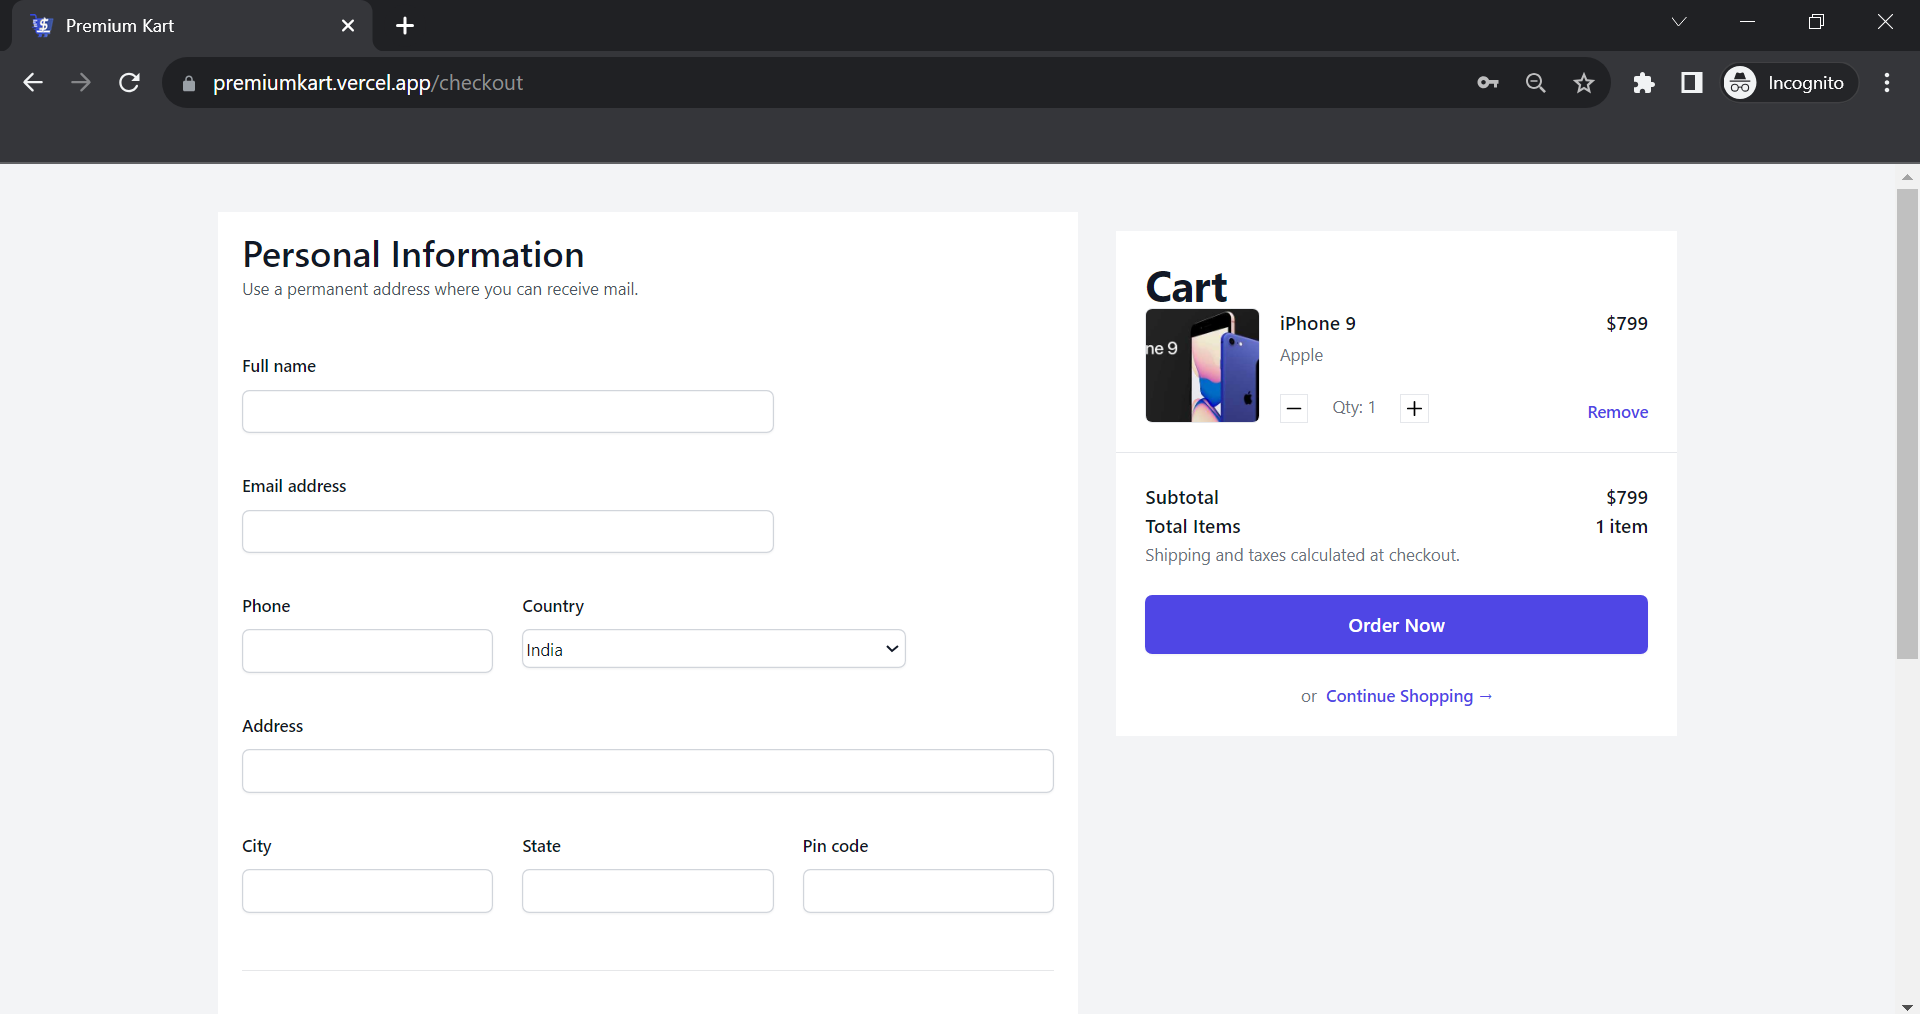 Premium Kart
premiumkart.vercel.app/checkout
Incognito
Personal Information
Use a permanent address where you can receive mail.
Full name
Email address
Phone
Country
India
Address
City
State
Pin code
Cart
ne 9
iPhone 9
$799
Apple
Qty: 1
Remove
Subtotal
$799
Total Items
1 item
Shipping and taxes calculated at checkout.
Order Now
or Continue Shopping →